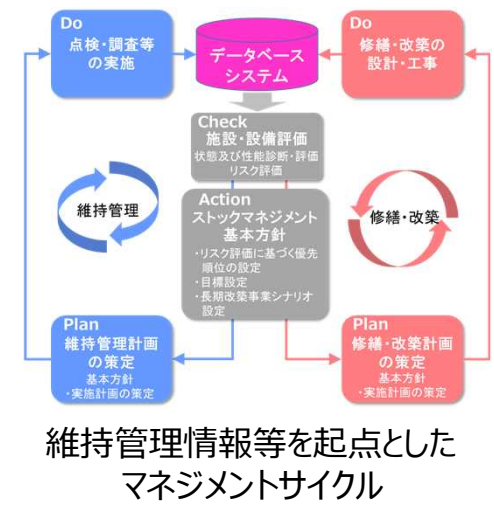 Do
点検・調査等
の実施
データベース
システム
Do
修繕・改築の
設計・工事
Check
施設・設備評価
状態及び性能診断・評価
リスク評価
維持管理
Action
ストックマネジメント
基本方針
・リスク評価に基づく優先
順位の設定
・目標設定
・長期改築事業シナリオ
設定
修繕・改築
Plan
維持管理計画
の策定
基本方針
・実施計画の策定
Plan
修繕・改築計画
の策定
基本方針
・実施計画の策定
維持管理情報等を起点とした
マネジメントサイクル